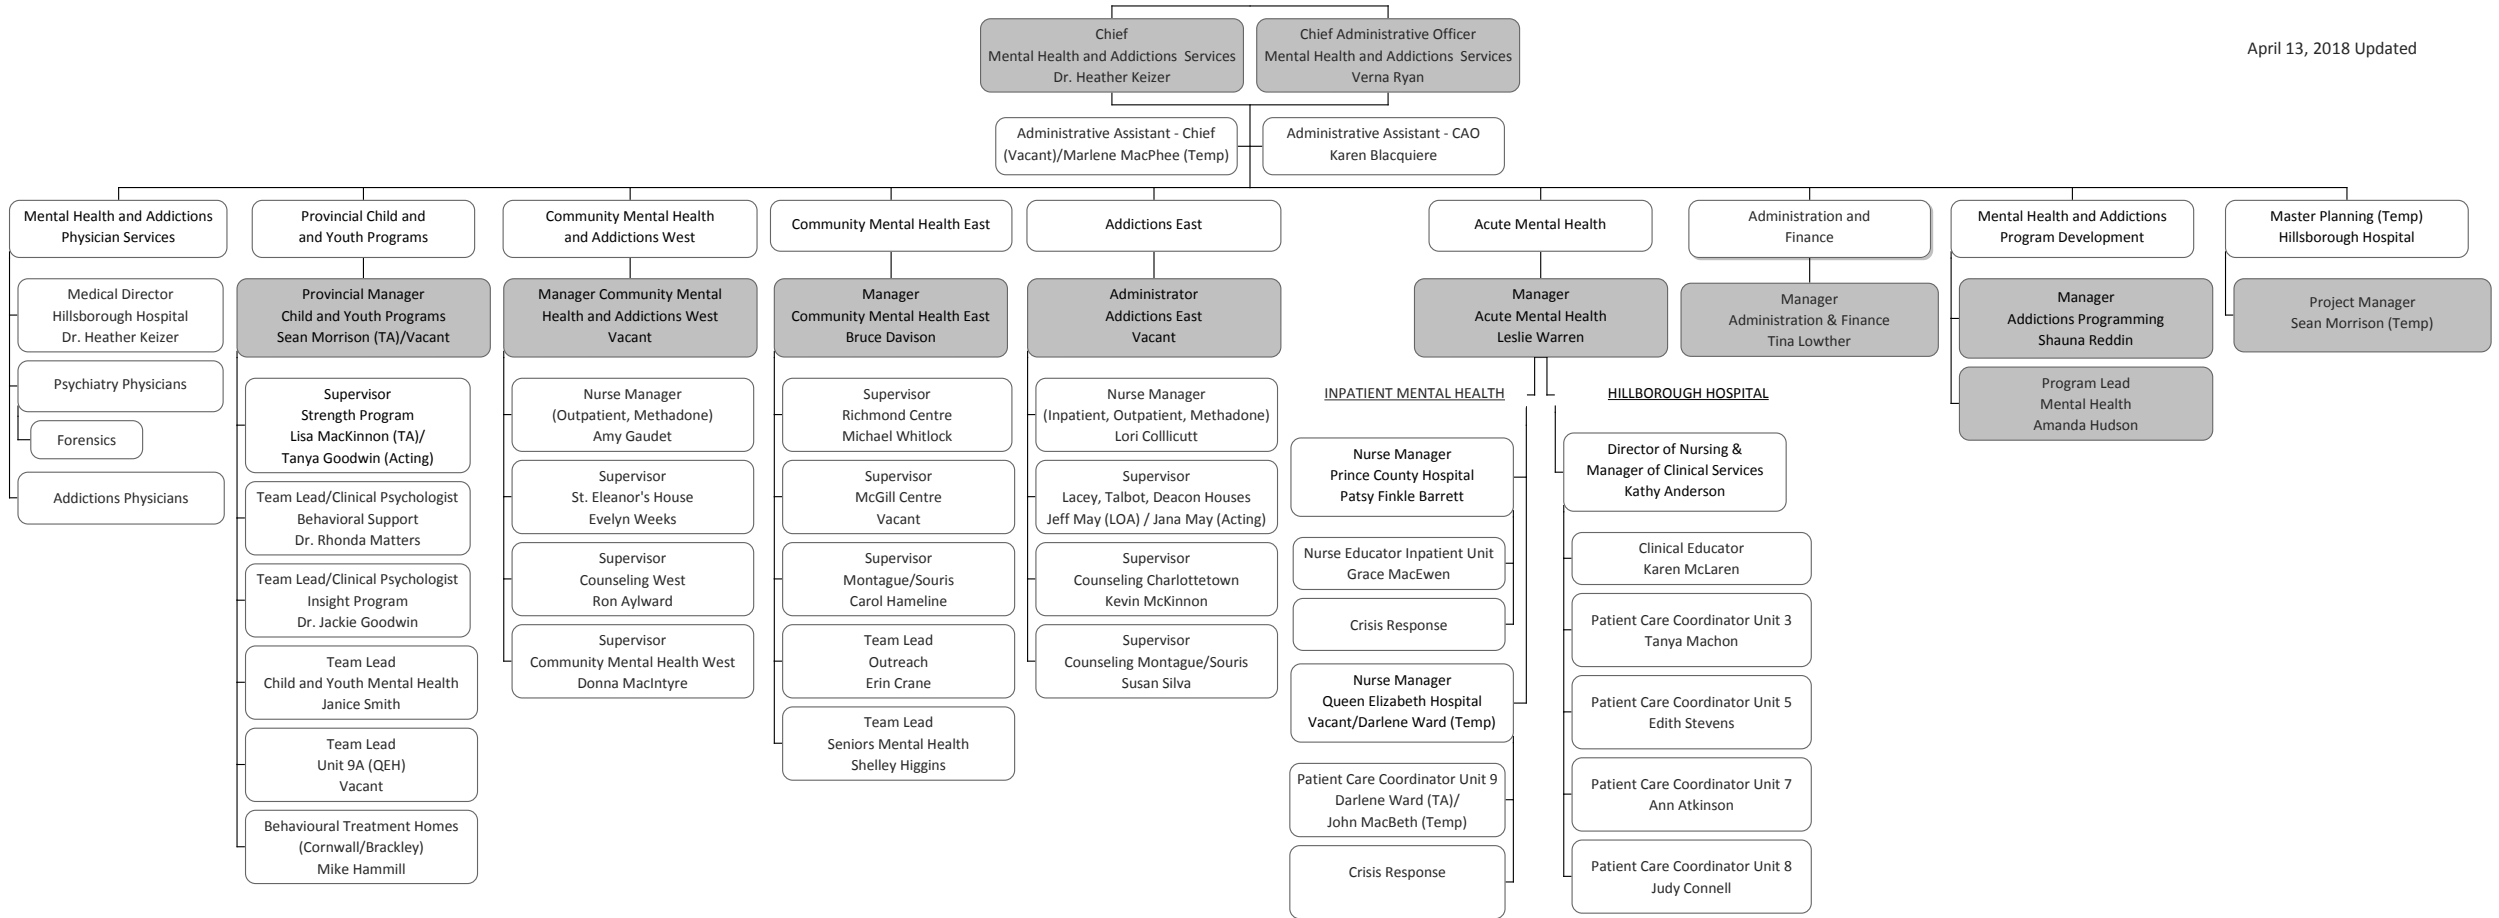 Chief
Mental Health and Addictions  Services
Dr. Heather Keizer
Chief Administrative Officer
Mental Health and Addictions  Services
Verna Ryan
April 13, 2018 Updated
Administrative Assistant - Chief
(Vacant)/Marlene MacPhee (Temp)
Administrative Assistant - CAO
Karen Blacquiere
Mental Health and Addictions
Physician Services
Medical Director
Hillsborough Hospital
Dr. Heather Keizer
Psychiatry Physicians
Forensics
Addictions Physicians
Provincial Child and
and Youth Programs
Provincial Manager
Child and Youth Programs
Sean Morrison (TA)/Vacant
Supervisor
Strength Program
Lisa MacKinnon (TA)/
Tanya Goodwin (Acting)
Team Lead/Clinical Psychologist
Behavioral Support
Dr. Rhonda Matters
Team Lead/Clinical Psychologist
Insight Program
Dr. Jackie Goodwin
Team Lead
Child and Youth Mental Health
Janice Smith
Team Lead
Unit 9A (QEH)
Vacant
Behavioural Treatment Homes
(Cornwall/Brackley)
Mike Hammill
Community Mental Health
and Addictions West
Manager Community Mental
Health and Addictions West
Vacant
Nurse Manager
(Outpatient, Methadone)
Amy Gaudet
Supervisor
St. Eleanor's House
Evelyn Weeks
Supervisor
Counseling West
Ron Aylward
Supervisor
Community Mental Health West
Donna MacIntyre
Community Mental Health East
Manager
Community Mental Health East
Bruce Davison
Supervisor
Richmond Centre
Michael Whitlock
Supervisor
McGill Centre
Vacant
Supervisor
Montague/Souris
Carol Hameline
Team Lead
Outreach
Erin Crane
Team Lead
Seniors Mental Health
Shelley Higgins
Addictions East
Administrator
Addictions East
Vacant
Nurse Manager
(Inpatient, Outpatient, Methadone)
Lori Colllicutt
Supervisor
Lacey, Talbot, Deacon Houses
Jeff May (LOA) / Jana May (Acting)
Supervisor
Counseling Charlottetown
Kevin McKinnon
Supervisor
Counseling Montague/Souris
Susan Silva
Acute Mental Health
Manager
Acute Mental Health
Leslie Warren
INPATIENT MENTAL HEALTH
Nurse Manager
Prince County Hospital
Patsy Finkle Barrett
Nurse Educator Inpatient Unit
Grace MacEwen
Crisis Response
Nurse Manager
Queen Elizabeth Hospital
Vacant/Darlene Ward (Temp)
Patient Care Coordinator Unit 9
Darlene Ward (TA)/
John MacBeth (Temp)
Crisis Response
HILLBOROUGH HOSPITAL
Director of Nursing &
Manager of Clinical Services
Kathy Anderson
Clinical Educator
Karen McLaren
Patient Care Coordinator Unit 3
Tanya Machon
Patient Care Coordinator Unit 5
Edith Stevens
Patient Care Coordinator Unit 7
Ann Atkinson
Patient Care Coordinator Unit 8
Judy Connell
Administration and
Finance
Manager
Administration & Finance
Tina Lowther
Mental Health and Addictions
Program Development
Manager
Addictions Programming
Shauna Reddin
Program Lead
Mental Health
Amanda Hudson
Master Planning (Temp)
Hillsborough Hospital
Project Manager
Sean Morrison (Temp)